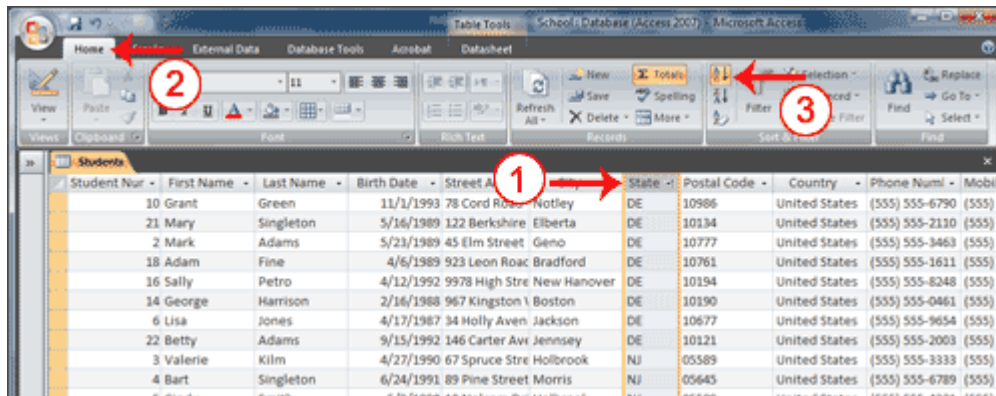 Table Tools School : Database (Access 2007) - Microsoft Access
Home External Data Database Tools Acrobat Datasheet
2
11
New Σ Totals Selection Replace
View Paste Save Spelling Filter 3 Find Go To
U A Refresh All Delete More Filter Select
Views Clipboard Font Rich Text Records Sort & Find
Students
1
Student Nur First Name Last Name Birth Date Street State Postal Code Country Phone Numl Mobi
10 Grant Green 11/1/1993 78 Cord Road Notley DE 10986 United States (555) 555-6790 (555)
21 Mary Singleton 5/16/1989 122 Berkshire Elberta DE 10134 United States (555) 555-2110 (555)
2 Mark Adams 5/23/1989 45 Elm Street Geno DE 10777 United States (555) 555-3463 (555)
18 Adam Fine 4/6/1989 923 Leon Roac Bradford DE 10761 United States (555) 555-1611 (555)
16 Sally Petro 4/12/1992 9978 High Stre New Hanover DE 10194 United States (555) 555-8248 (555)
14 George Harrison 2/16/1988 967 Kingston \ Boston DE 10190 United States (555) 555-0461 (555)
6 Lisa Jones 4/17/1987 34 Holly Aven Jackson DE 10677 United States (555) 555-9654 (555)
22 Betty Adams 9/15/1992 146 Carter Ave Jennsey DE 10121 United States (555) 555-2003 (555)
3 Valerie Kilm 4/27/1990 67 Spruce Stre Holbrook NJ 05589 United States (555) 555-3333 (555)
4 Bart Singleton 6/24/1991 89 Pine Street Morris NJ 05645 United States (555) 555-6789 (555)